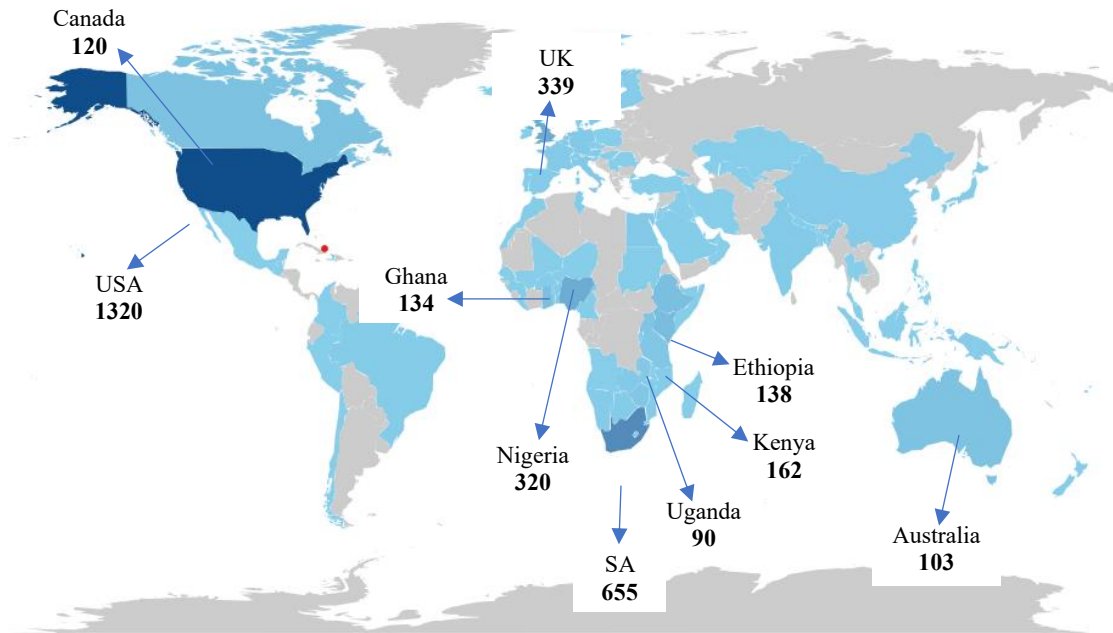 Canada
120
UK
339
USA
1320
Ghana
134
Ethiopia
138
Nigeria
320
Kenya
162
Uganda
90
Australia
103
SA
655